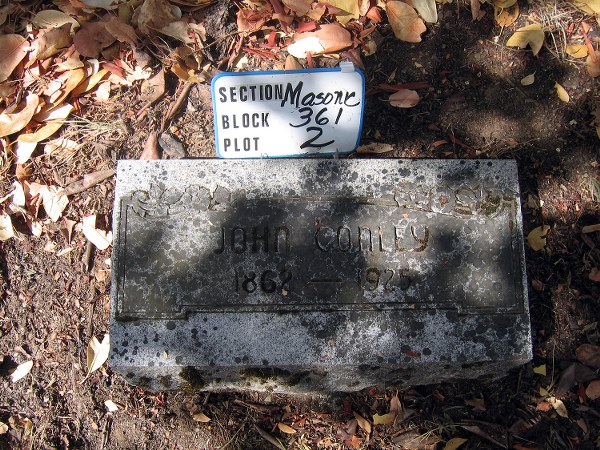 SECTION Masonic
BLOCK 361
PLOT 2
JOHN CONLEY
1862 — 1925